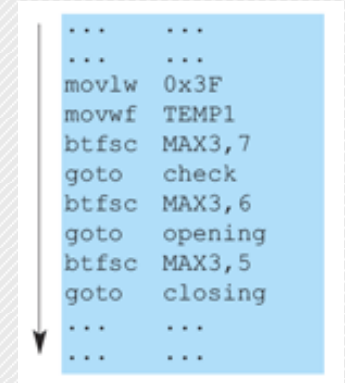 ... ...
... ...
movlw 0x3F
movwf TEMP1
btfsc MAX3,7
goto check
btfsc MAX3,6
goto opening
btfsc MAX3,5
goto closing
... ...
... ...